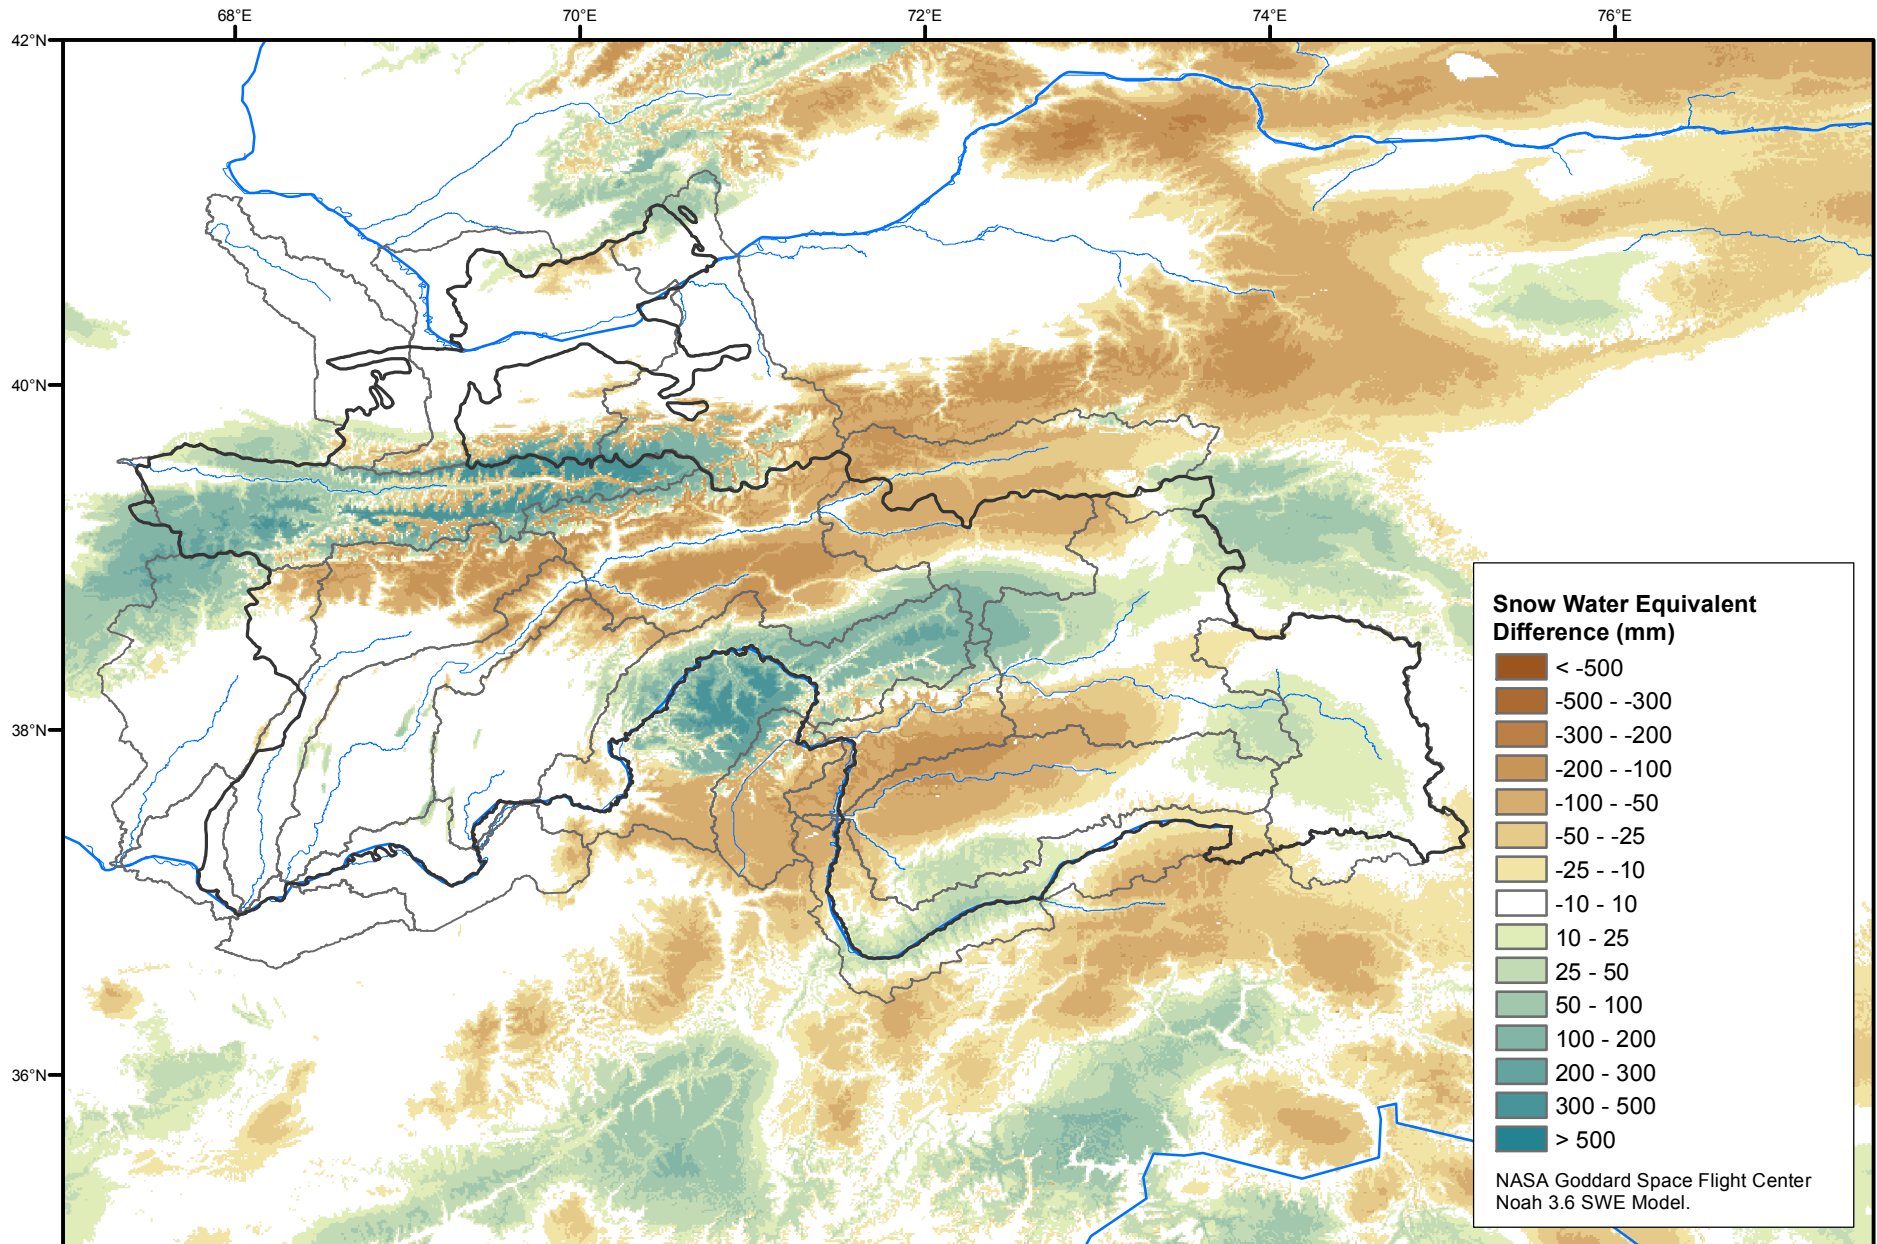 68°E 70°E 72°E 74°E 76°E
42°N
40°N
38°N
36°N
Snow Water Equivalent
Difference (mm)
< -500
-500 - -300
-300 - -200
-200 - -100
-100 - -50
-50 - -25
-25 - -10
-10 - 10
10 - 25
25 - 50
50 - 100
100 - 200
200 - 300
300 - 500
> 500
NASA Goddard Space Flight Center
Noah 3.6 SWE Model.